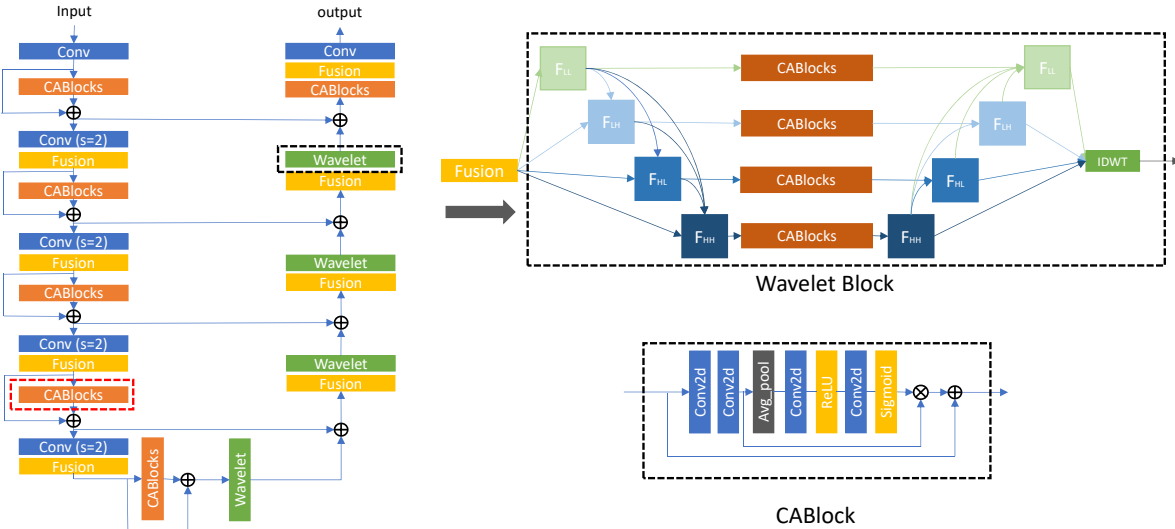 Input
Conv
CABlocks
Conv (s=2)
Fusion
CABlocks
Conv (s=2)
Fusion
CABlocks
Conv (s=2)
Fusion
CABlocks
Conv (s=2)
Fusion
CABlocks
Wavelet
output
Conv
Fusion
CABlocks
Wavelet
Fusion
Wavelet
Fusion
Wavelet
Fusion
Fusion
FLL
FLH
FHL
FHH
CABlocks
CABlocks
CABlocks
CABlocks
FLL
FLH
FHL
FHH
IDWT
Wavelet Block
Conv2d
Conv2d
Avg_pool
Conv2d
ReLU
Conv2d
Sigmoid
CABlock